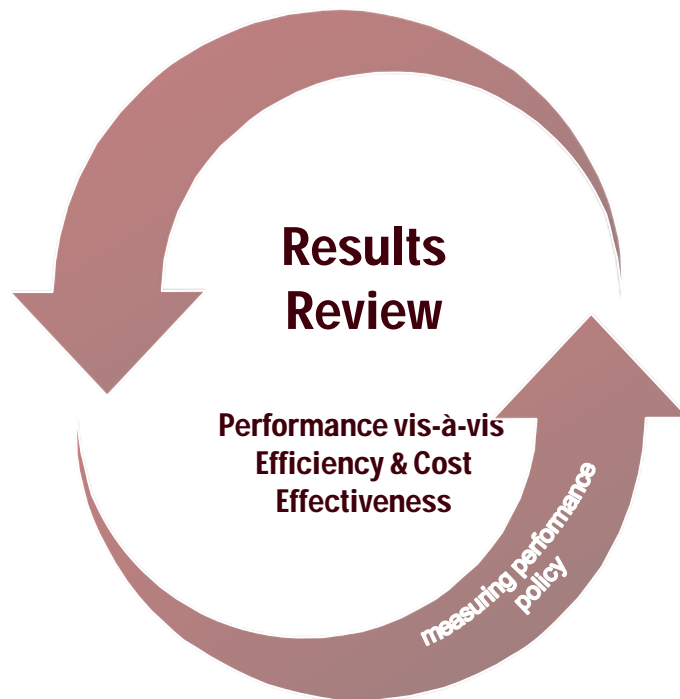 Results
Review
Performance vis-à-vis
Efficiency & Cost
Effectiveness
measuring performance
policy